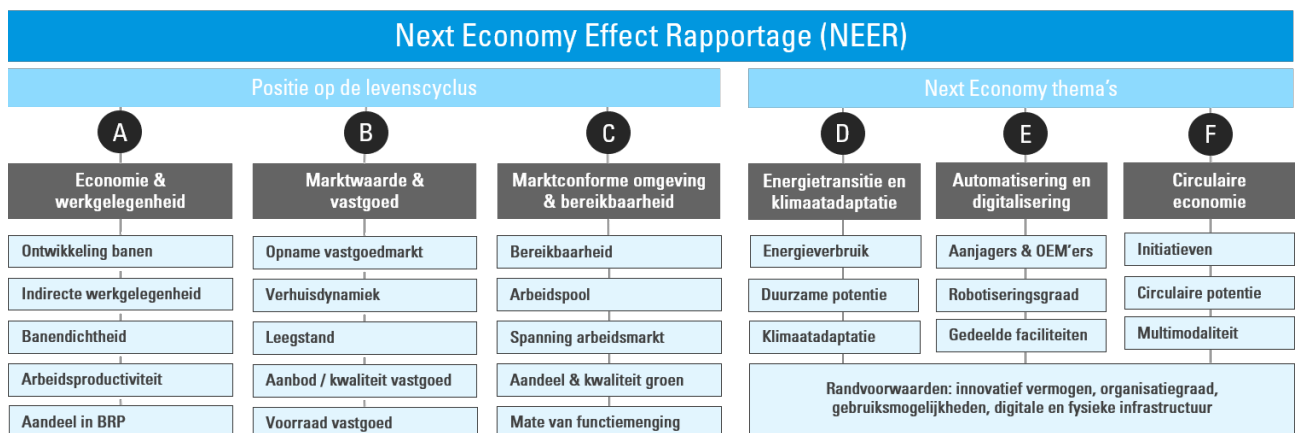 Next Economy Effect Rapportage (NEER)
Positie op de levenscyclus
Next Economy thema's
A
B
C
D
E
F
Economie &
werkgelegenheid
Marktwaarde &
vastgoed
Marktconforme omgeving
& bereikbaarheid
Energietransitie en
klimaatadaptatie
Automatisering en
digitalisering
Circulaire
economie
Ontwikkeling banen
Indirecte werkgelegenheid
Banendichtheid
Arbeidsproductiviteit
Aandeel in BRP
Opname vastgoedmarkt
Verhuisdynamiek
Leegstand
Aanbod / kwaliteit vastgoed
Voorraad vastgoed
Bereikbaarheid
Arbeidspool
Spanning arbeidsmarkt
Aandeel & kwaliteit groen
Mate van functiemenging
Energieverbruik
Duurzame potentie
Klimaatadaptatie
Aanjagers & OEM'ers
Robotiseringsgraad
Gedeelde faciliteiten
Initiatieven
Circulaire potentie
Multimodaliteit
Randvoorwaarden: innovatief vermogen, organisatiegraad,
gebruiksmogelijkheden, digitale en fysieke infrastructuur